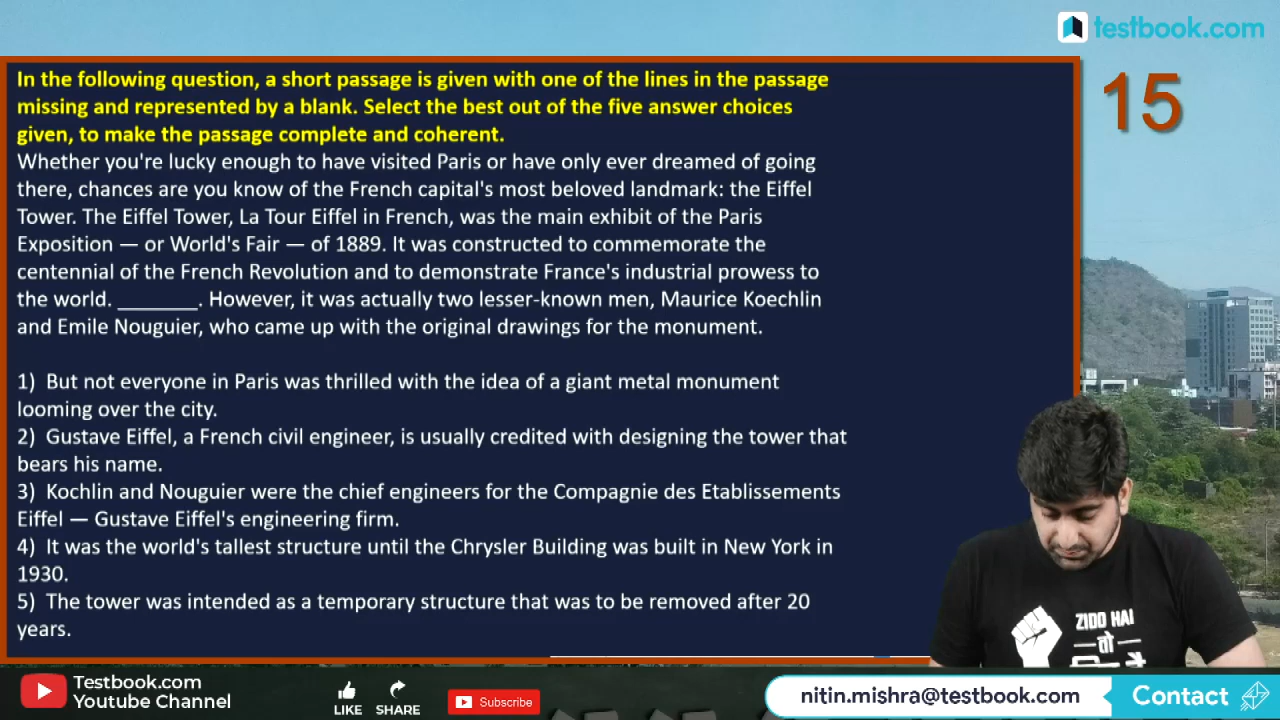 testbook.com
15
In the following question, a short passage is given with one of the lines in the passage
missing and represented by a blank. Select the best out of the five answer choices
given, to make the passage complete and coherent.
Whether you're lucky enough to have visited Paris or have only ever dreamed of going
there, chances are you know of the French capital's most beloved landmark: the Eiffel
Tower. The Eiffel Tower, La Tour Eiffel in French, was the main exhibit of the Paris
Exposition — or World's Fair — of 1889. It was constructed to commemorate the
centennial of the French Revolution and to demonstrate France's industrial prowess to
the world. _______. However, it was actually two lesser-known men, Maurice Koechlin
and Emile Nouguier, who came up with the original drawings for the monument.
1) But not everyone in Paris was thrilled with the idea of a giant metal monument
looming over the city.
2) Gustave Eiffel, a French civil engineer, is usually credited with designing the tower that
bears his name.
3) Kochlin and Nouguier were the chief engineers for the Compagnie des Etablissements
Eiffel — Gustave Eiffel's engineering firm.
4) It was the world's tallest structure until the Chrysler Building was built in New York in
1930.
5) The tower was intended as a temporary structure that was to be removed after 20
years.
ZIDO HAI
तो
Testbook.com
Youtube Channel
LIKE
SHARE
Subscribe
nitin.mishra@testbook.com
Contact